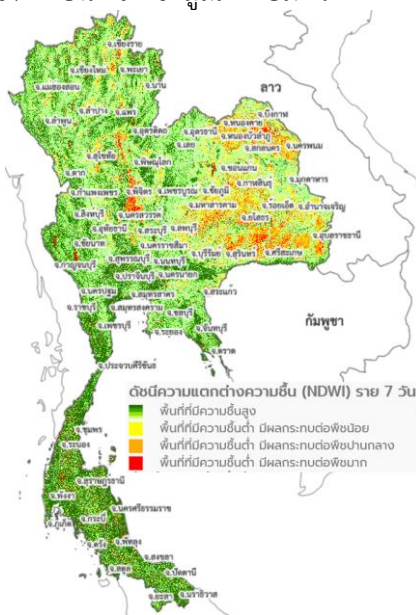 จ.เชียงราย
จ.เชียงใหม่
จ.พะเยา
จ.แม่ฮ่องสอน
จ.น่าน
ลาว
จ.ลำปาง
จ.แพร่
จ.ลำพูน
จ.อุตรดิตถ์
จ.เลย
จ.อุดรธานี
จ.หนองคาย
จ.บึงกาฬ
จ.หนองบัวลำภู
จ.สกลนคร
จ.นครพนม
จ.สุโขทัย
จ.พิษณุโลก
จ.ตาก
จ.ขอนแก่น
จ.กาฬสินธุ์
จ.มุกดาหาร
จ.กำแพงเพชร
จ.พิจิตร
จ.เพชรบูรณ์
จ.ชัยภูมิ
จ.มหาสารคาม
จ.ร้อยเอ็ด
จ.อำนาจเจริญ
จ.ยโสธร
จ.สิงห์บุรี
จ.นครสวรรค์
จ.อุทัยธานี
จ.สระบุรี
จ.ลพบุรี
จ.ชัยนาท
จ.นครราชสีมา
จ.บุรีรัมย์
จ.สุรินทร์
จ.ศรีสะเกษ
จ.อุบลราชธานี
จ.กาญจนบุรี
จ.สุพรรณบุรี
จ.นนทบุรี
จ.ปราจีนบุรี
จ.นครนายก
จ.สระแก้ว
จ.นครปฐม
จ.สมุทรสาคร
จ.ราชบุรี
จ.สมุทรสงคราม
จ.ชลบุรี
จ.เพชรบุรี
จ.ระยอง
จ.จันทบุรี
จ.ตราด
กัมพูชา
จ.ประจวบคีรีขันธ์
ดัชนีความแตกต่างความชื้น (NDWI) ราย 7 วัน
พื้นที่ที่มีความชื้นสูง
พื้นที่ที่มีความชื้นต่ำ มีผลกระทบต่อพืชน้อย
พื้นที่ที่มีความชื้นต่ำ มีผลกระทบต่อพืชปานกลาง
พื้นที่ที่มีความชื้นต่ำ มีผลกระทบต่อพืชมาก
จ.ชุมพร
จ.ระนอง
จ.สุราษฎร์ธานี
จ.พังงา
จ.นครศรีธรรมราช
จ.ภูเก็ต
จ.กระบี่
จ.ตรัง
จ.พัทลุง
จ.สงขลา
จ.สตูล
จ.ปัตตานี
จ.ยะลา
จ.นราธิวาส